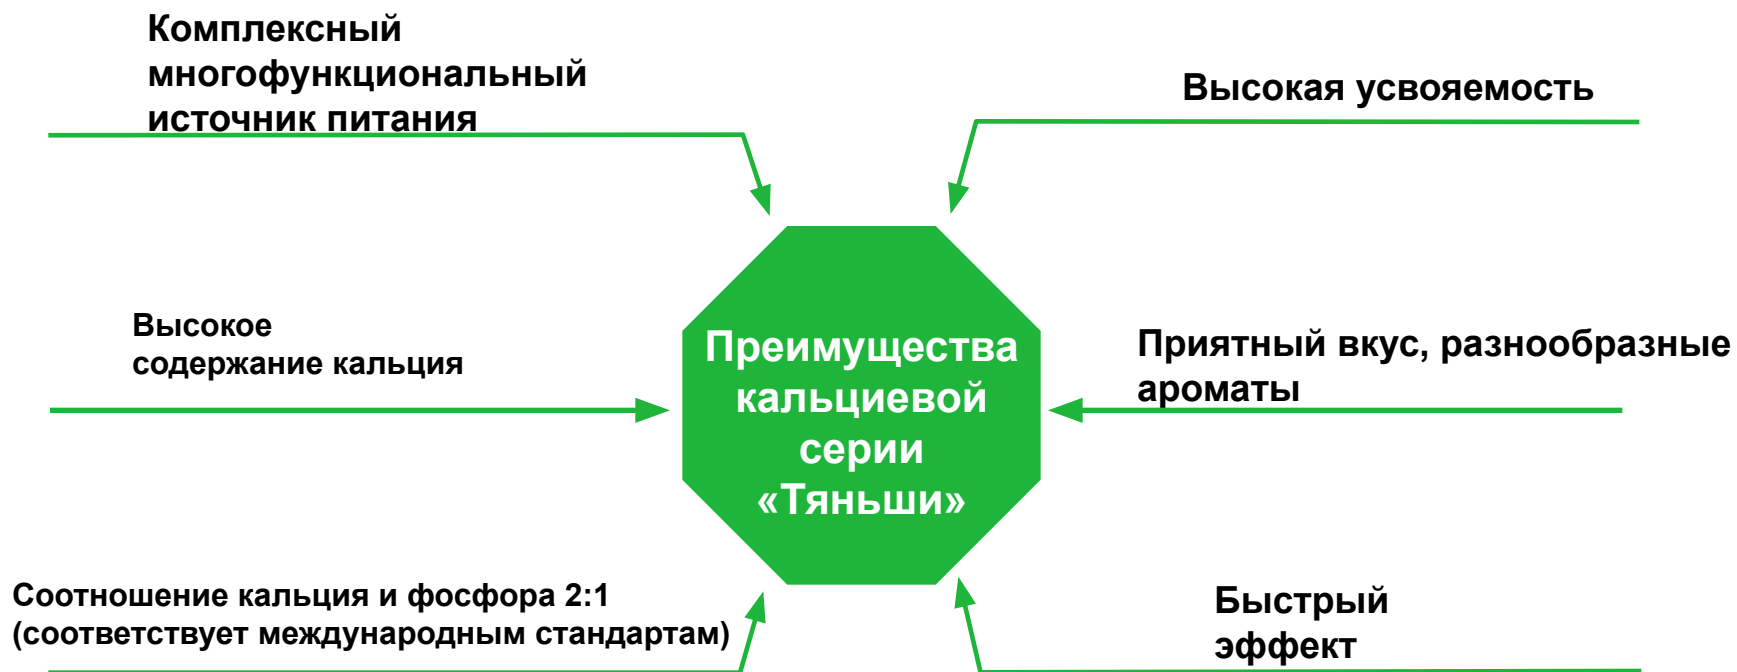 Комплексный
многофункциональный
источник питания
Высокая усвояемость
Высокое
содержание кальция
Преимущества
кальциевой
серии
«Тяньши»
Приятный вкус, разнообразные
ароматы
Соотношение кальция и фосфора 2:1
(соответствует международным стандартам)
Быстрый
эффект